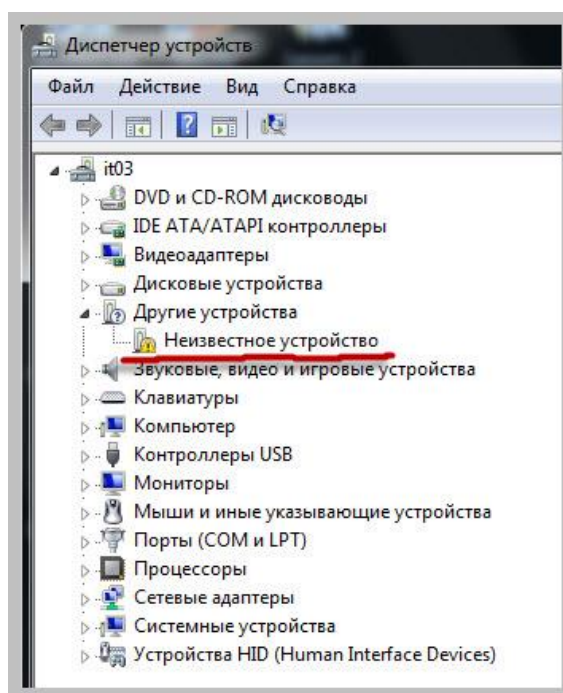 Диспетчер устройств
Файл Действие Вид Справка
it03
DVD и CD-ROM дисководы
IDE ATA/ATAPI контроллеры
Видеоадаптеры
Дисковые устройства
Другие устройства
Неизвестное устройство
Звуковые, видео и игровые устройства
Клавиатуры
Компьютер
Контроллеры USB
Мониторы
Мыши и иные указывающие устройства
Порты (COM и LPT)
Процессоры
Сетевые адаптеры
Системные устройства
Устройства HID (Human Interface Devices)